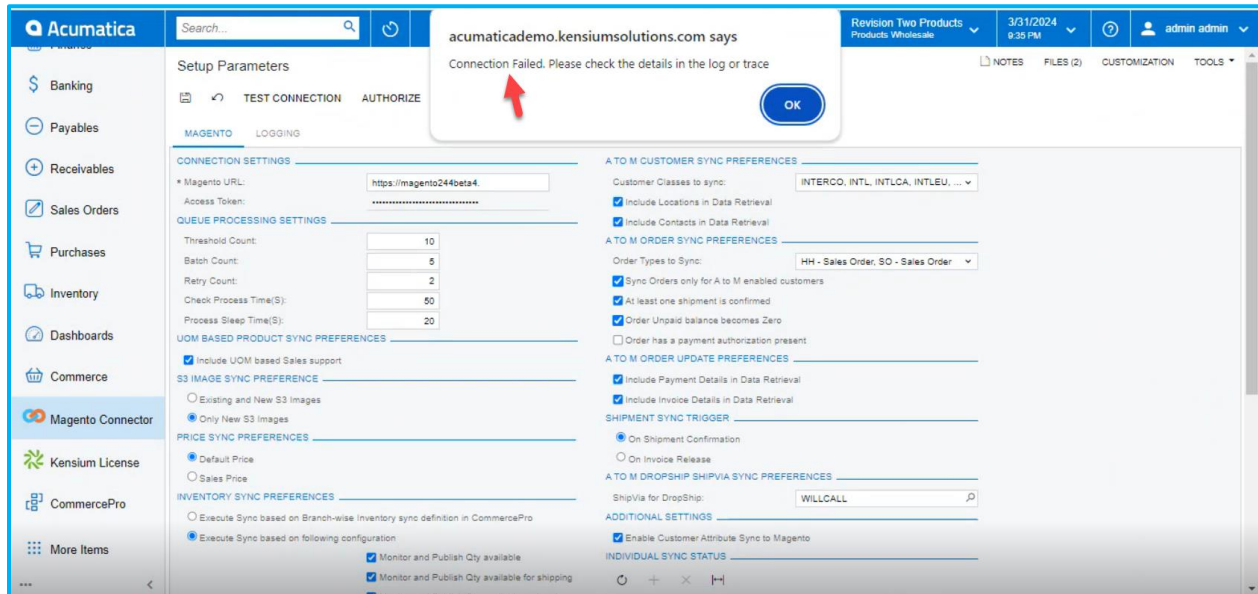 Acumatica
Search...
Revision Two Products
Products Wholesale
3/31/2024
9:35 PM
admin admin
acumaticademo.kensiumsolutions.com says
Connection Failed. Please check the details in the log or trace
OK
Finance
Banking
Payables
Receivables
Sales Orders
Purchases
Inventory
Dashboards
Commerce
Magento Connector
Kensium License
CommercePro
More Items
Setup Parameters
NOTES FILES (2) CUSTOMIZATION TOOLS
TEST CONNECTION AUTHORIZE
MAGENTO LOGGING
CONNECTION SETTINGS
* Magento URL: https://magento244beta4.
Access Token: ********************************
QUEUE PROCESSING SETTINGS
Threshold Count: 10
Batch Count: 5
Retry Count: 2
Check Process Time(S): 50
Process Sleep Time(S): 20
UOM BASED PRODUCT SYNC PREFERENCES
Include UOM based Sales support
S3 IMAGE SYNC PREFERENCE
Existing and New S3 Images
Only New S3 Images
PRICE SYNC PREFERENCES
Default Price
Sales Price
INVENTORY SYNC PREFERENCES
Execute Sync based on Branch-wise Inventory sync definition in CommercePro
Execute Sync based on following configuration
Monitor and Publish Qty available
Monitor and Publish Qty available for shipping
A TO M CUSTOMER SYNC PREFERENCES
Customer Classes to sync: INTERCO, INTL, INTLCA, INTLEU, ...
Include Locations in Data Retrieval
Include Contacts in Data Retrieval
A TO M ORDER SYNC PREFERENCES
Order Types to Sync: HH - Sales Order, SO - Sales Order
Sync Orders only for A to M enabled customers
At least one shipment is confirmed
Order Unpaid balance becomes Zero
Order has a payment authorization present
A TO M ORDER UPDATE PREFERENCES
Include Payment Details in Data Retrieval
Include Invoice Details in Data Retrieval
SHIPMENT SYNC TRIGGER
On Shipment Confirmation
On Invoice Release
A TO M DROPSHIP SHIPVIA SYNC PREFERENCES
ShipVia for DropShip: WILLCALL
ADDITIONAL SETTINGS
Enable Customer Attribute Sync to Magento
INDIVIDUAL SYNC STATUS